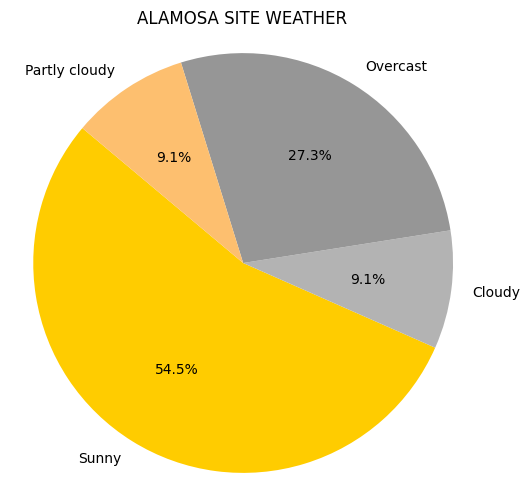 ALAMOSA SITE WEATHER
Partly cloudy
Overcast
9.1%
27.3%
9.1%
Cloudy
54.5%
Sunny